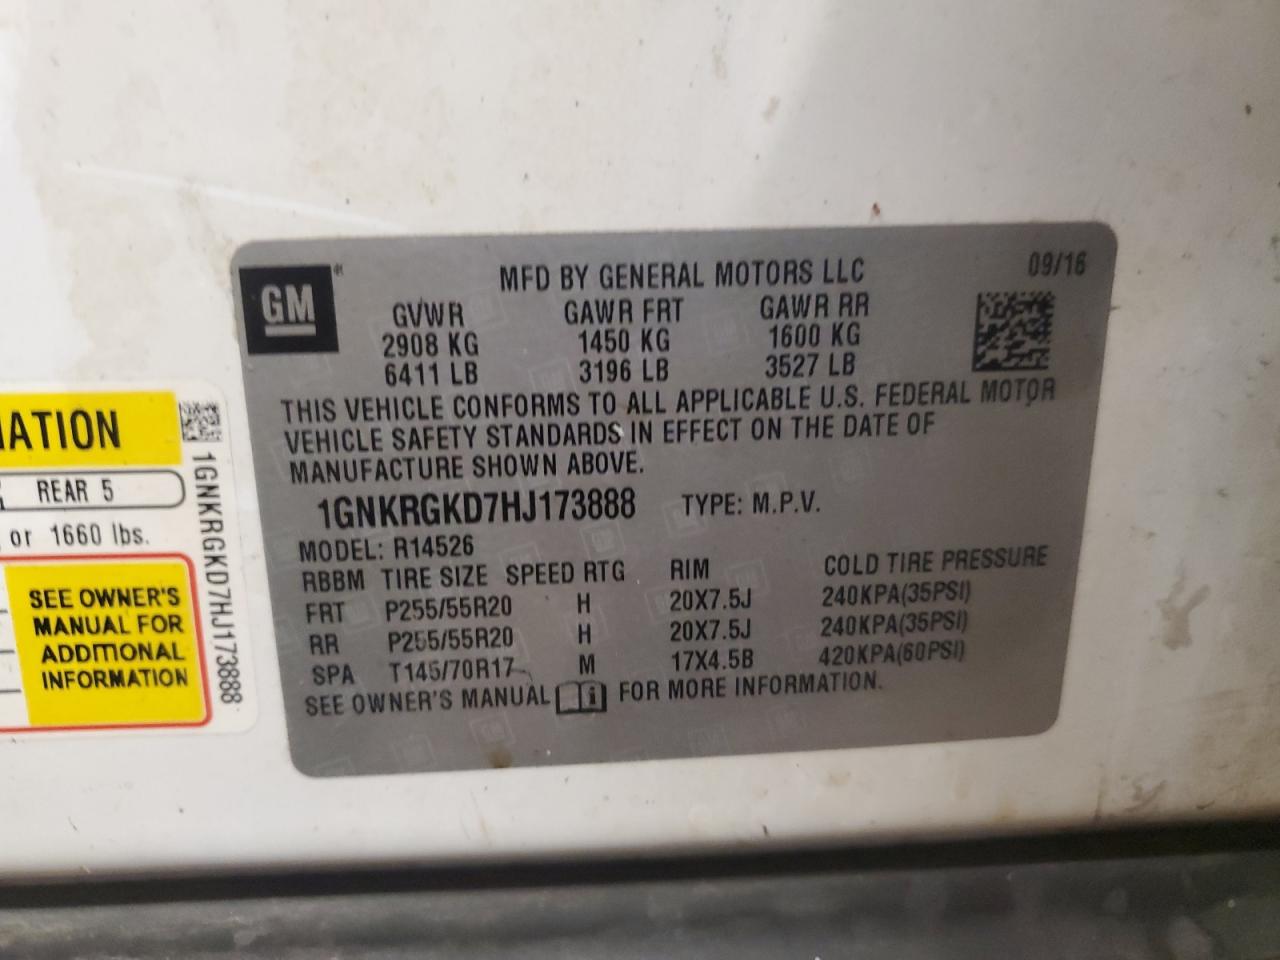 GM
MFD BY GENERAL MOTORS LLC
09/16
GVWR GAWR FRT GAWR RR
2908 KG 1450 KG 1600 KG
6411 LB 3196 LB 3527 LB
THIS VEHICLE CONFORMS TO ALL APPLICABLE U.S. FEDERAL MOTOR
VEHICLE SAFETY STANDARDS IN EFFECT ON THE DATE OF
MANUFACTURE SHOWN ABOVE.
1GNKRGKD7HJ173888 TYPE: M.P.V.
MODEL: R14526
RBBM TIRE SIZE SPEED RTG RIM COLD TIRE PRESSURE
FRT P255/55R20 H 20X7.5J 240KPA(35PSI)
RR P255/55R20 H 20X7.5J 240KPA(35PSI)
SPA T145/70R17 M 17X4.5B 420KPA(60PSI)
SEE OWNER'S MANUAL i FOR MORE INFORMATION.
MATION
REAR 5
or 1660 lbs.
SEE OWNER'S
MANUAL FOR
ADDITIONAL
INFORMATION
1GNKRGKD7HJ173888